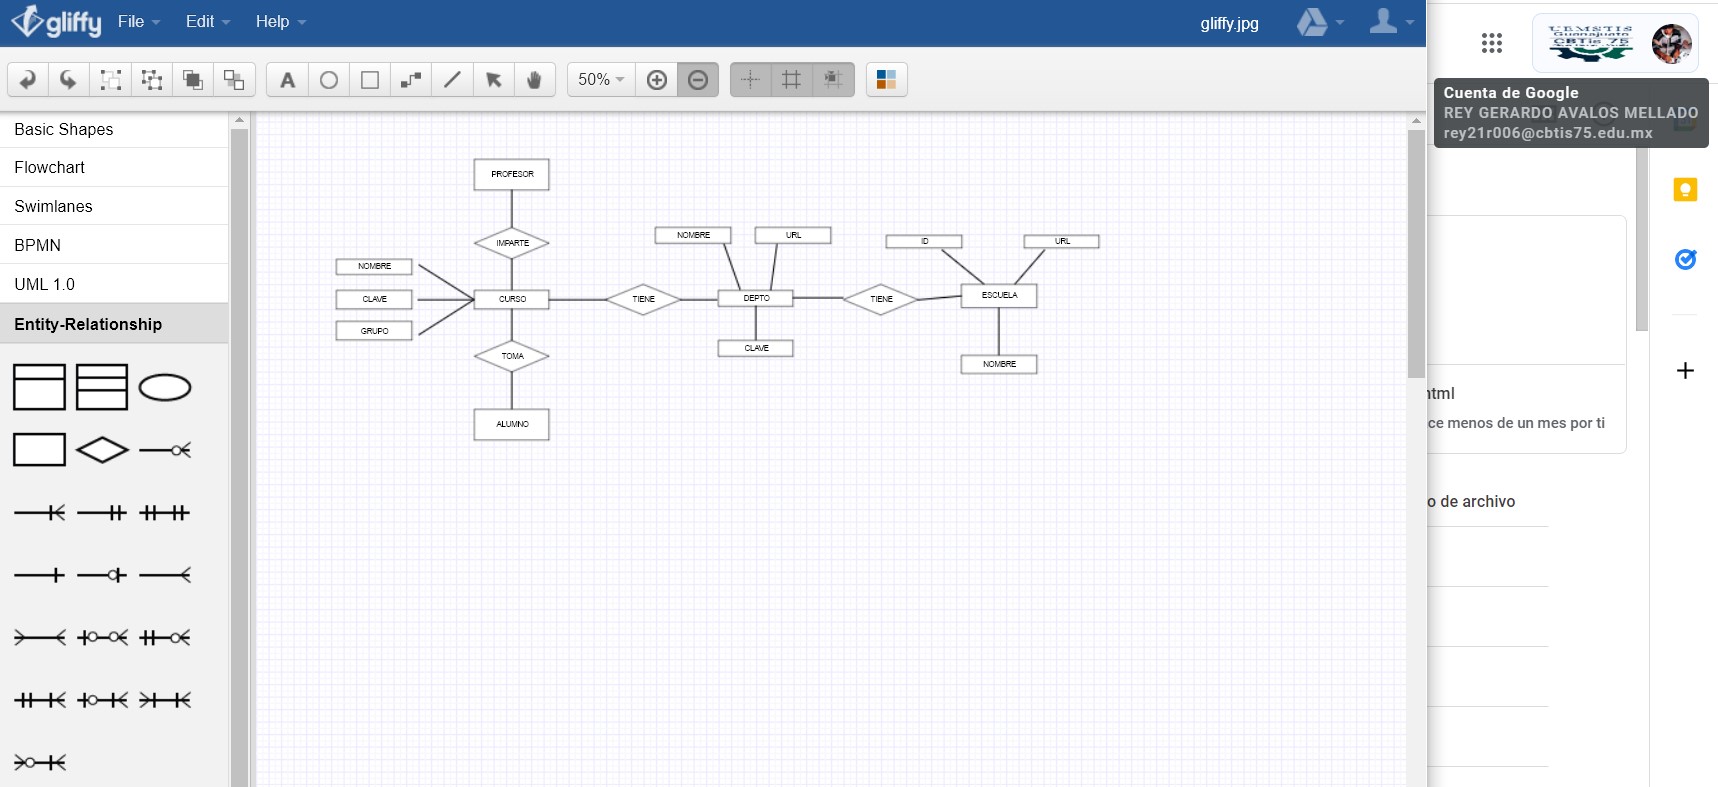 gliffy File Edit Help gliffy.jpg
A 50%
Basic Shapes
Flowchart
Swimlanes
BPMN
UML 1.0
Entity-Relationship
PROFESOR
IMPARTE
NOMBRE
CLAVE
GRUPO
CURSO
TOMA
ALUMNO
TIENE
NOMBRE
URL
DEPTO
CLAVE
TIENE
ID
URL
ESCUELA
NOMBRE
UEMSTIS
Guanajuato
CBTis 75
Cuenta de Google
REY GERARDO AVALOS MELLADO
rey21r006@cbtis75.edu.mx
html
ce menos de un mes por ti
o de archivo